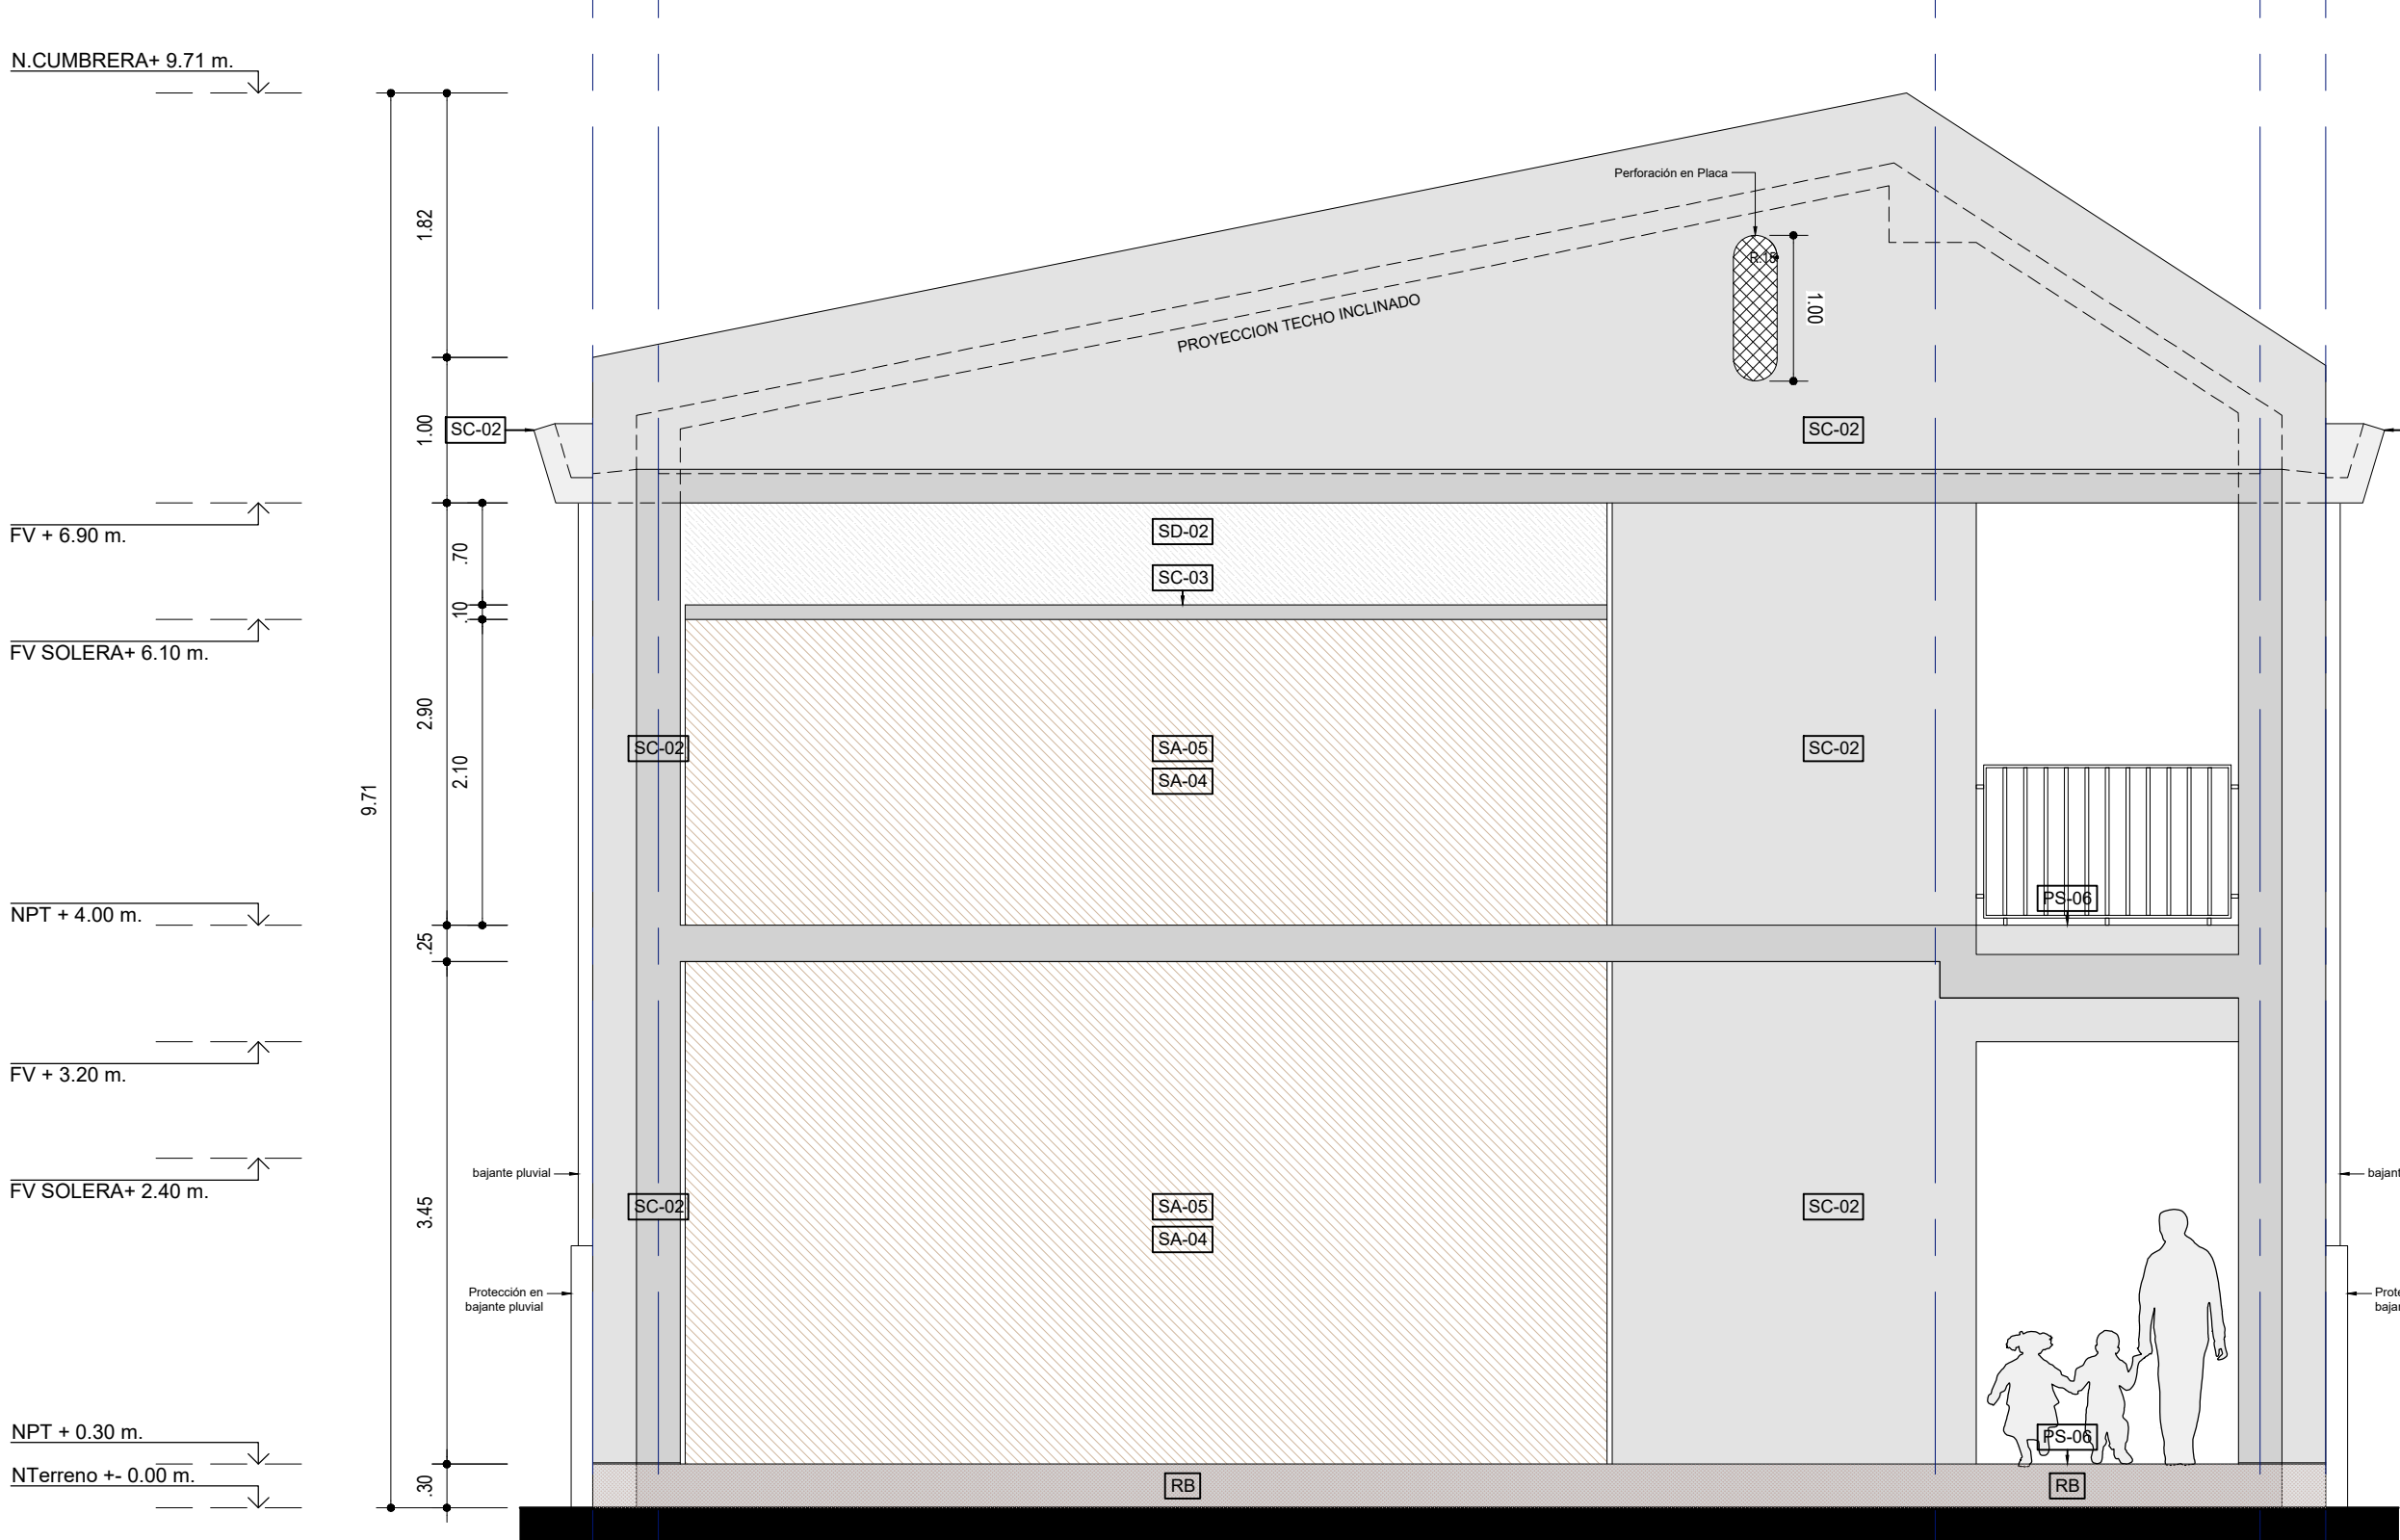 N.CUMBRERA+ 9.71 m.
Perforación en Placa
R.15
1.00
PROYECCION TECHO INCLINADO
1.82
1.00
SC-02
SC-02
FV + 6.90 m.
.70
SD-02
SC-03
.10
FV SOLERA+ 6.10 m.
2.90
2.10
9.71
SC-02
SA-05
SA-04
SC-02
PS-06
NPT + 4.00 m.
.25
FV + 3.20 m.
bajante pluvial
bajant
FV SOLERA+ 2.40 m.
3.45
SC-02
SA-05
SA-04
SC-02
Protección en
bajante pluvial
Prote
bajan
NPT + 0.30 m.
PS-06
NTerreno +- 0.00 m.
.30
RB
RB